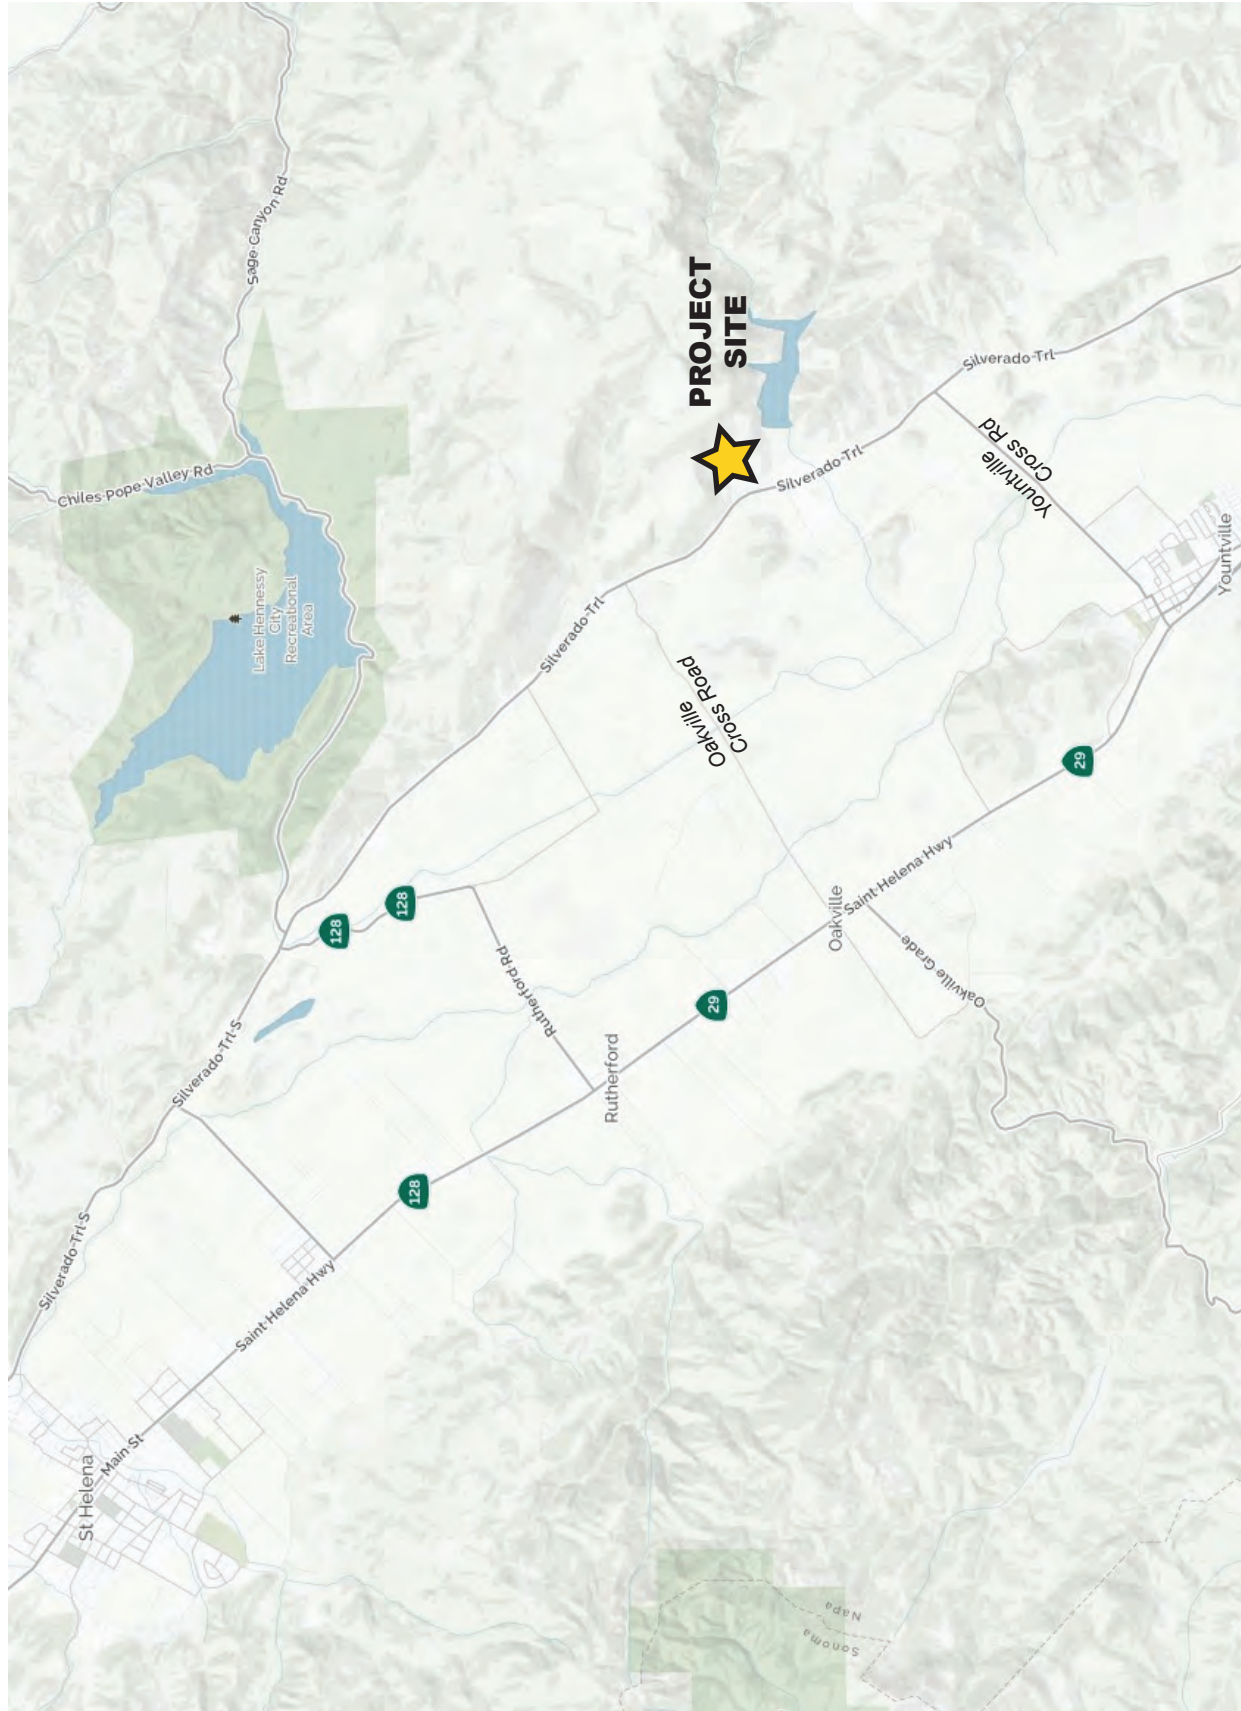 Sage Canyon Rd
Chiles Pope Valley Rd
Lake Hennessy
City
Recreational
Area
PROJECT
SITE
Silverado Trl
Yountville
Cross Rd
Silverado Trl
Yountville
Silverado Trl
Oakville
Cross Road
29
128
128
Rutherford Rd
Oakville
Saint Helena Hwy
Oakville Grade
29
Rutherford
Silverado Trl S
128
Silverado Trl S
Saint Helena Hwy
Main St
St Helena
Napa
Sonoma